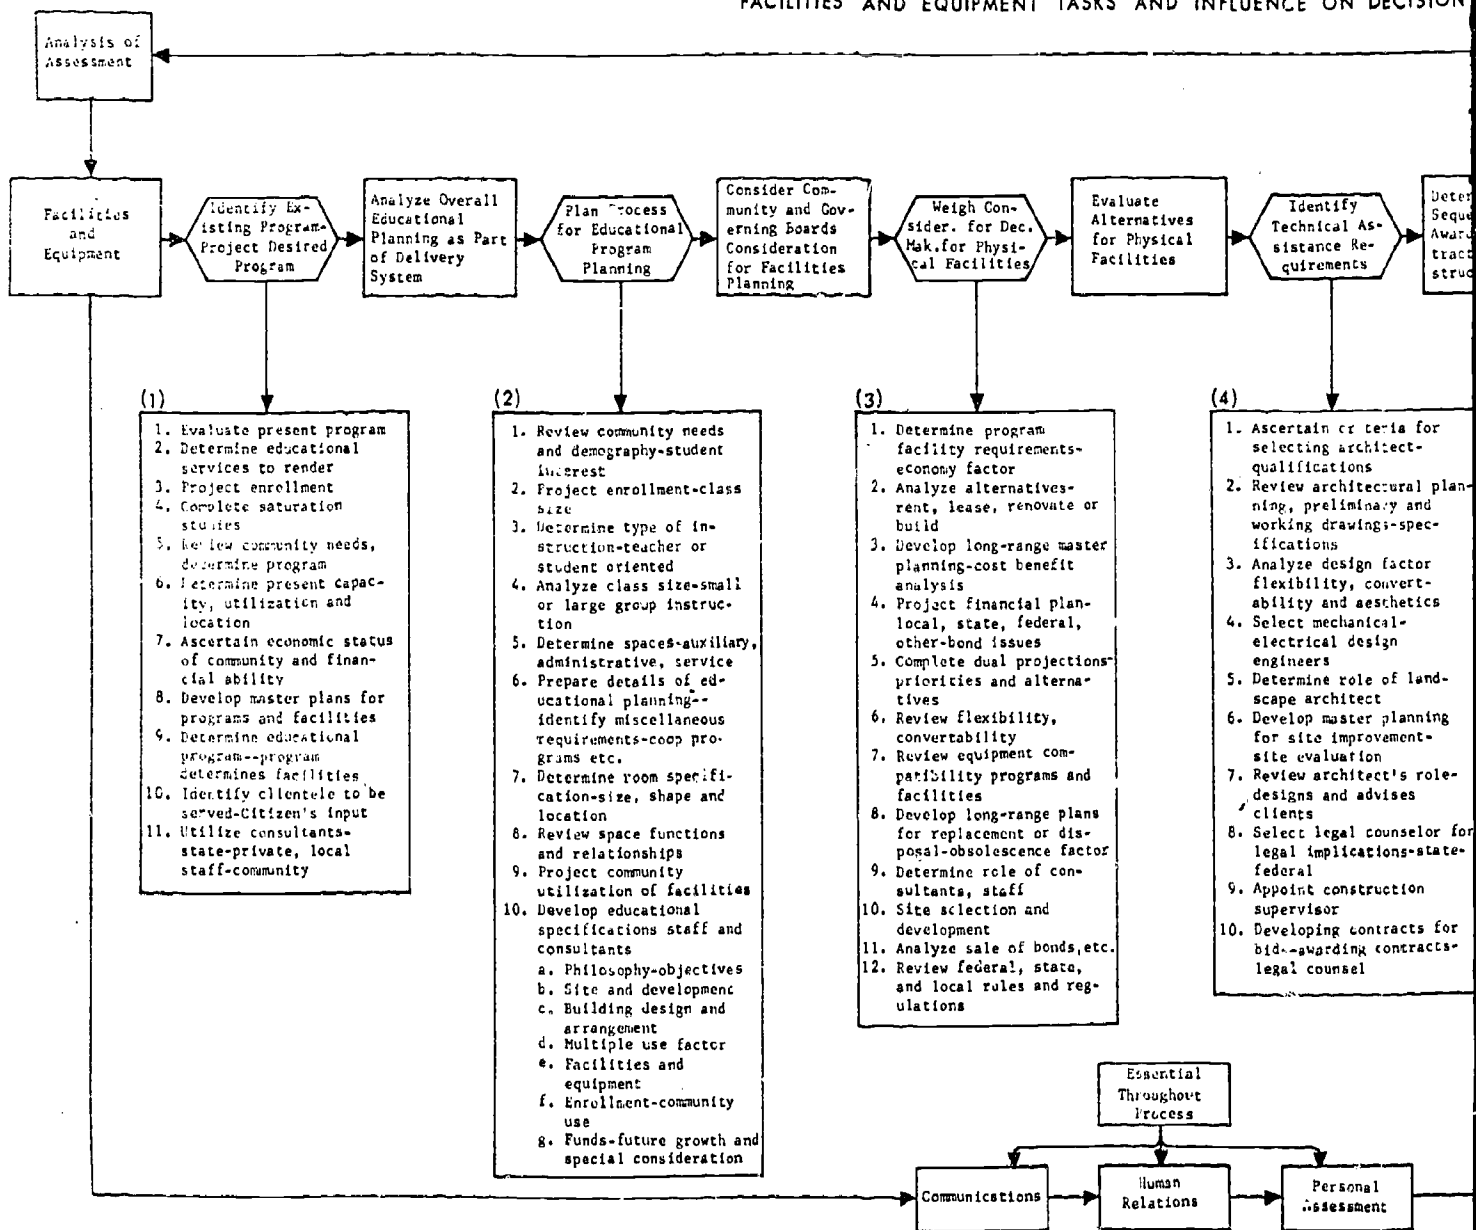 FACILITIES AND EQUIPMENT TASKS AND INFLUENCE ON DECISION
Analysis of
Assessment
Facilities
and
Equipment
Identify Ex-
isting Program-
Project Desired
Program
Analyze Overall
Educational
Planning as Part
of Delivery
System
Plan Process
for Educational
Program
Planning
Consider Com-
munity and Gov-
erning Boards
Consideration
for Facilities
Planning
Weigh Con-
sider. for Dec.
Mak.for Physi-
cal Facilities
Evaluate
Alternatives
for Physical
Facilities
Identify
Technical As-
sistance Re-
quirements
Deter
Seque
Award
tract
struc
(1)
1. Evaluate present program
2. Determine educational
services to render
3. Project enrollment
4. Complete saturation
studies
5. Review community needs,
determine program
6. Determine present capac-
ity, utilization and
location
7. Ascertain economic status
of community and finan-
cial ability
8. Develop master plans for
programs and facilities
9. Determine educational
program--program
determines facilities
10. Identify clientele to be
served-Citizen's input
11. Utilize consultants-
state-private, local
staff-community
(2)
1. Review community needs
and demography-student
interest
2. Project enrollment-class
size
3. Determine type of in-
struction-teacher or
student oriented
4. Analyze class size-small
or large group instruc-
tion
5. Determine spaces-auxiliary,
administrative, service
6. Prepare details of ed-
ucational planning--
identify miscellaneous
requirements-coop pro-
grams etc.
7. Determine room specifi-
cation-size, shape and
location
8. Review space functions
and relationships
9. Project community
utilization of facilities
10. Develop educational
specifications staff and
consultants
a. Philosophy-objectives
b. Site and development
c. Building design and
arrangement
d. Multiple use factor
e. Facilities and
equipment
f. Enrollment-community
use
g. Funds-future growth and
special consideration
(3)
1. Determine program
facility requirements-
economy factor
2. Analyze alternatives-
rent, lease, renovate or
build
3. Develop long-range master
planning-cost benefit
analysis
4. Project financial plan-
local, state, federal,
other-bond issues
5. Complete dual projections-
priorities and alterna-
tives
6. Review flexibility,
convertability
7. Review equipment com-
patibility programs and
facilities
8. Develop long-range plans
for replacement or dis-
posal-obsolescence factor
9. Determine role of con-
sultants, staff
10. Site selection and
development
11. Analyze sale of bonds,etc.
12. Review federal, state,
and local rules and reg-
ulations
(4)
1. Ascertain criteria for
selecting architect-
qualifications
2. Review architectural plan-
ning, preliminary and
working drawings-spec-
ifications
3. Analyze design factor
flexibility, convert-
ability and aesthetics
4. Select mechanical-
electrical design
engineers
5. Determine role of land-
scape architect
6. Develop master planning
for site improvement-
site evaluation
7. Review architect's role-
designs and advises
clients
8. Select legal counselor for
legal implications-state-
federal
9. Appoint construction
supervisor
10. Developing contracts for
bid--awarding contracts-
legal counsel
Essential
Throughout
Process
Communications
Human
Relations
Personal
Assessment